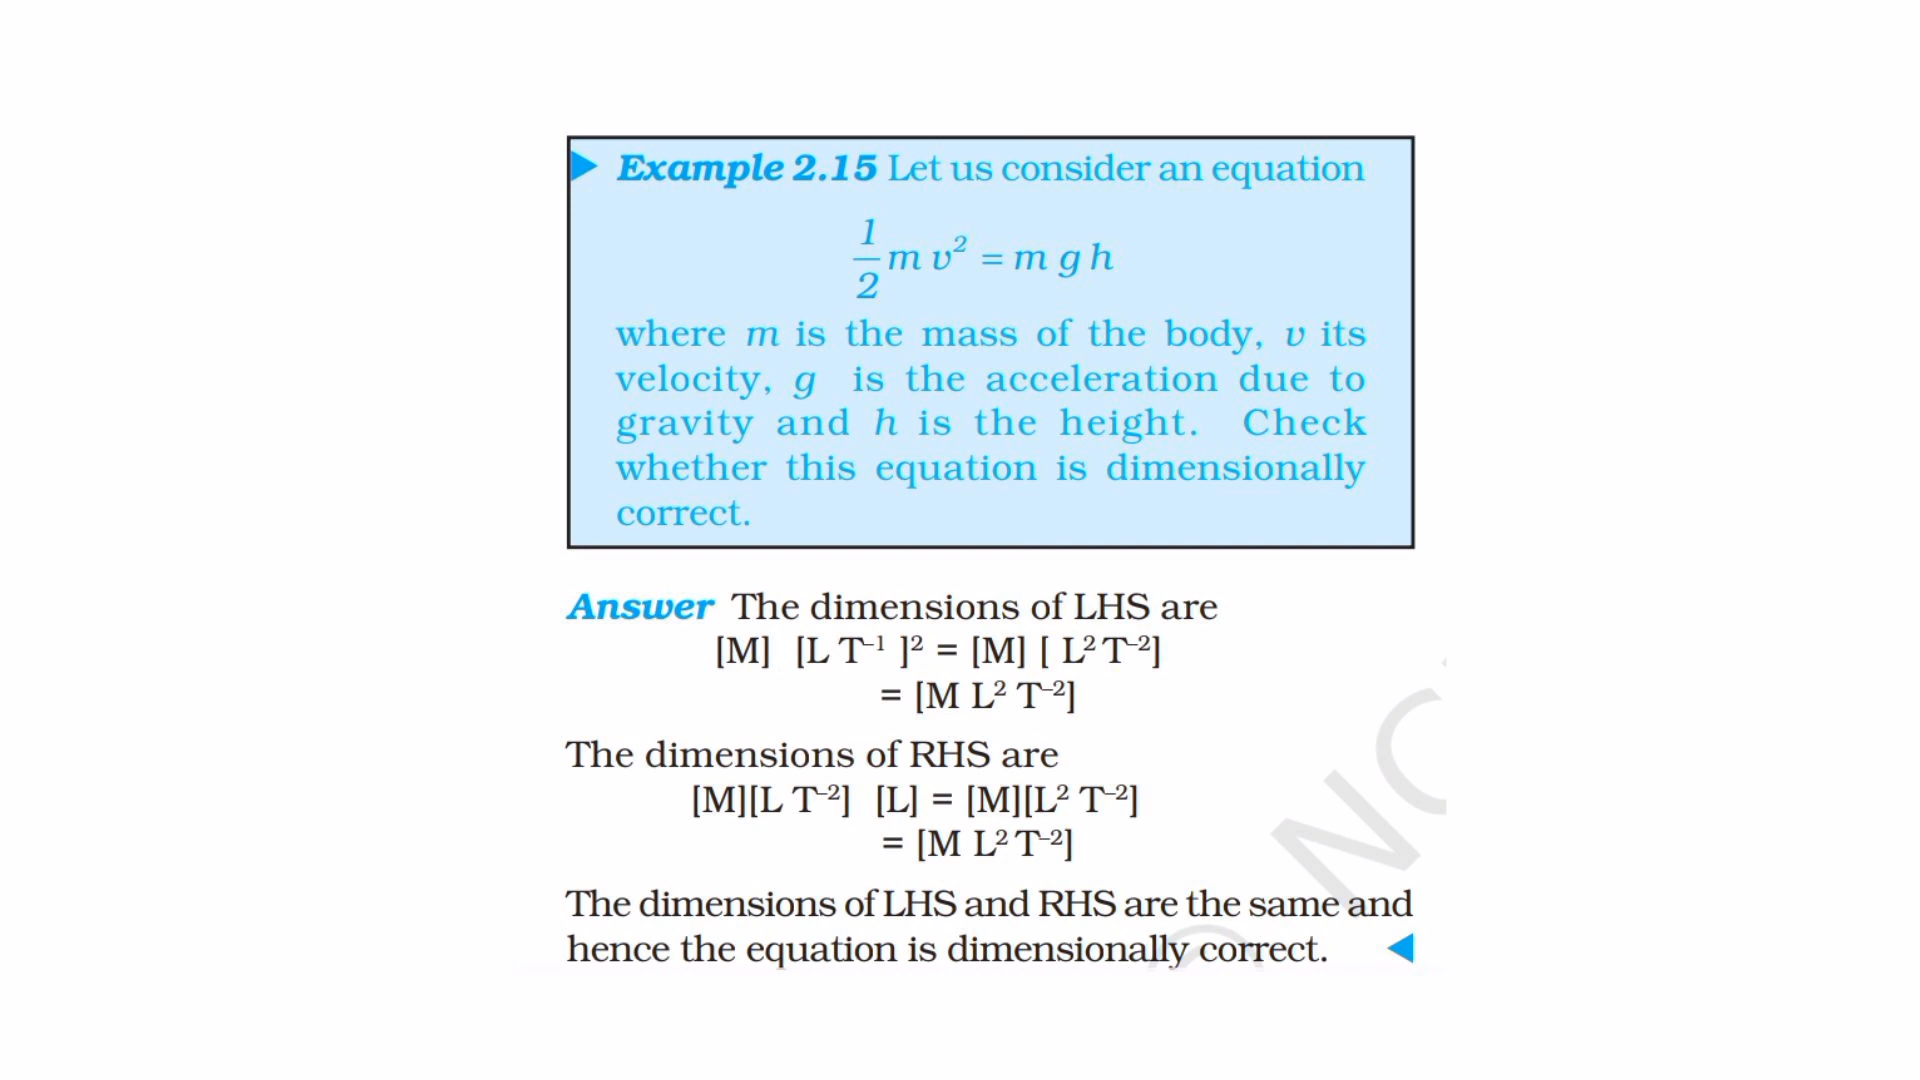 Example 2.15 Let us consider an equation
1/2 m v² = m g h
where m is the mass of the body, v its
velocity, g is the acceleration due to
gravity and h is the height. Check
whether this equation is dimensionally
correct.
Answer The dimensions of LHS are
[M] [L T⁻¹ ]² = [M] [ L² T⁻²]
= [M L² T⁻²]
The dimensions of RHS are
[M][L T⁻²] [L] = [M][L² T⁻²]
= [M L² T⁻²]
The dimensions of LHS and RHS are the same and
hence the equation is dimensionally correct.